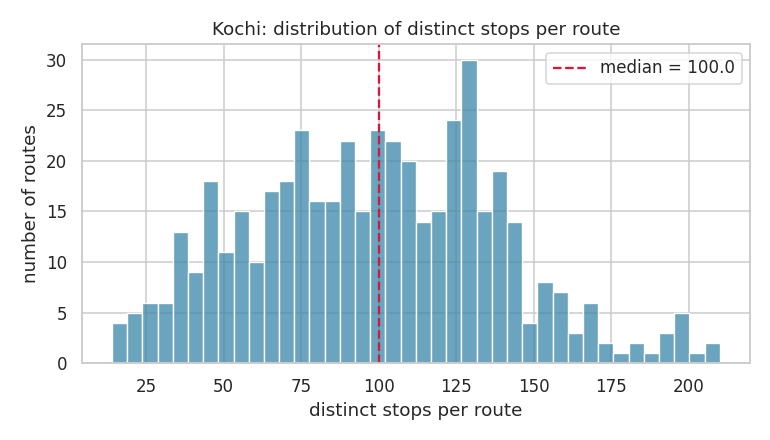 Kochi: distribution of distinct stops per route
median = 100.0
number of routes
30
25
20
15
10
5
0
25 50 75 100 125 150 175 200
distinct stops per route